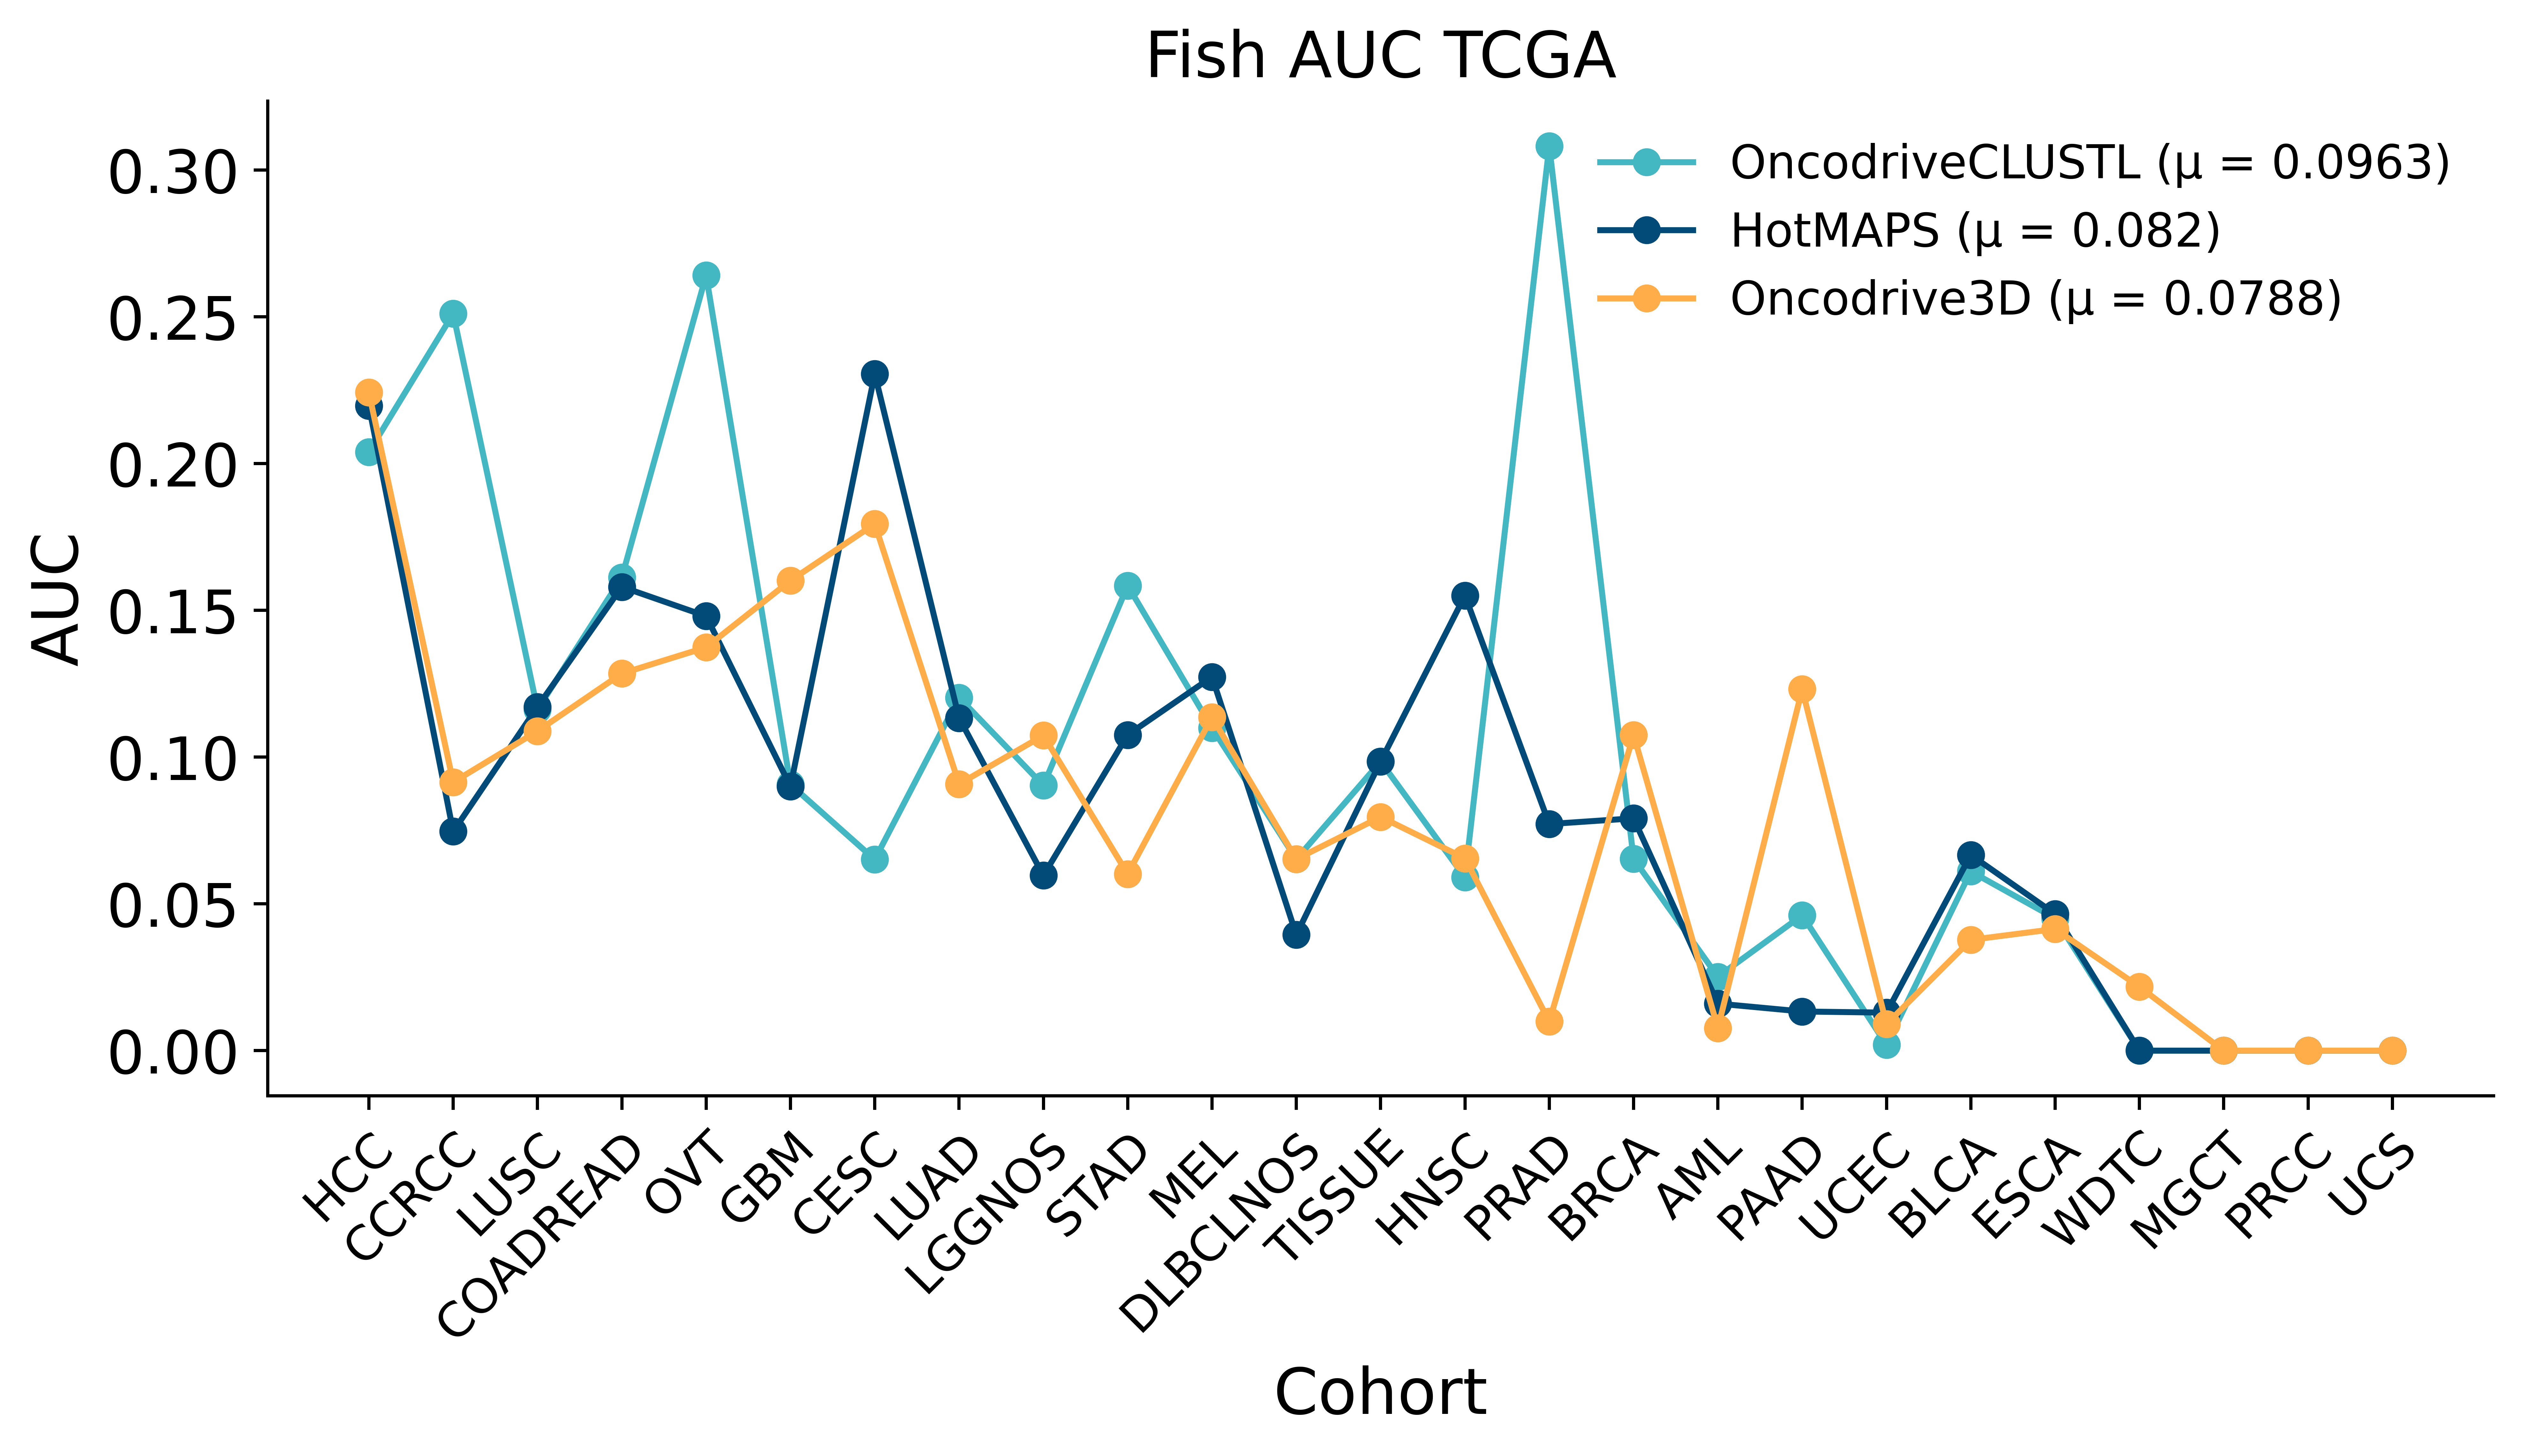 Fish AUC TCGA
OncodriveCLUSTL (μ = 0.0963)
HotMAPS (μ = 0.082)
Oncodrive3D (μ = 0.0788)
AUC
0.30
0.25
0.20
0.15
0.10
0.05
0.00
HCC
CCRCC
LUSC
COADREAD
OVT
GBM
CESC
LUAD
LGGNOS
STAD
MEL
DLBCLNOS
TISSUE
HNSC
PRAD
BRCA
AML
PAAD
UCEC
BLCA
ESCA
WDTC
MGCT
PRCC
UCS
Cohort